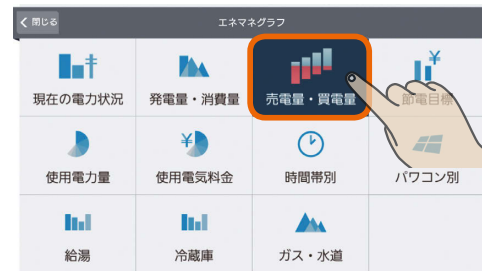 閉じる
エネマネグラフ
現在の電力状況
発電量・消費量
売電量・買電量
節電目標
使用電力量
使用電気料金
時間帯別
パワコン別
給湯
冷蔵庫
ガス・水道